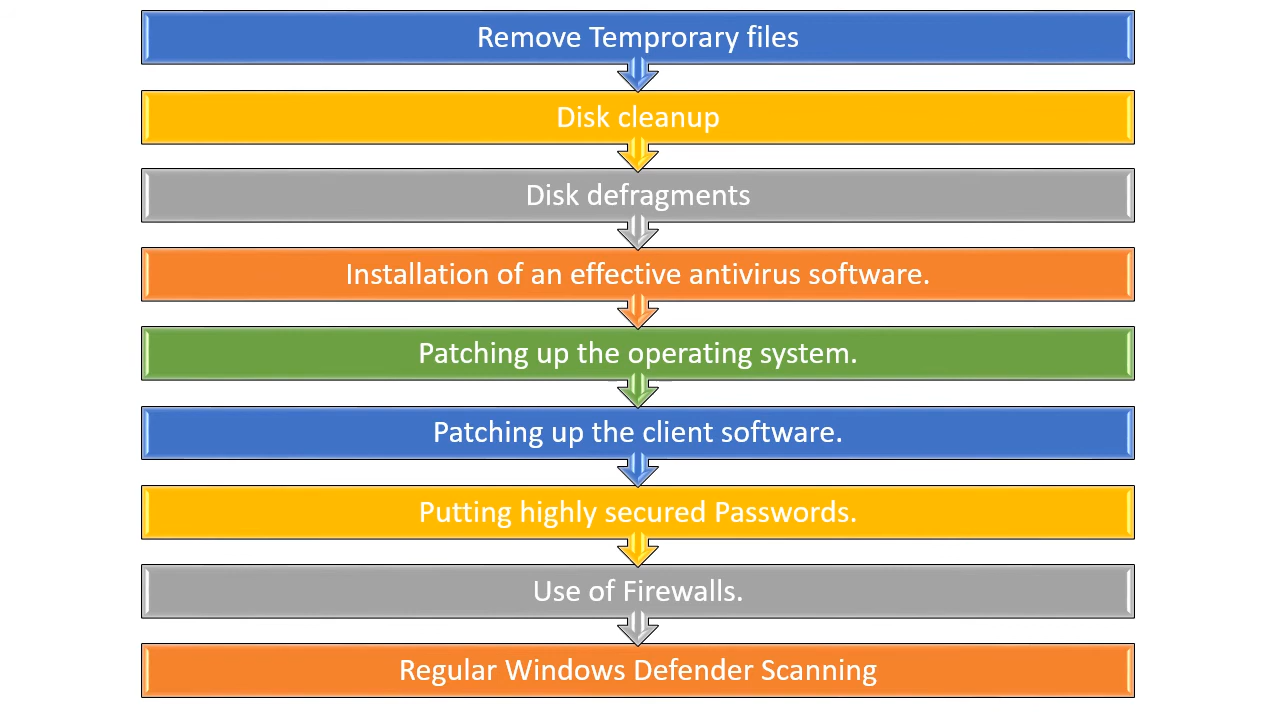 Remove Temprorary files
Disk cleanup
Disk defragments
Installation of an effective antivirus software.
Patching up the operating system.
Patching up the client software.
Putting highly secured Passwords.
Use of Firewalls.
Regular Windows Defender Scanning